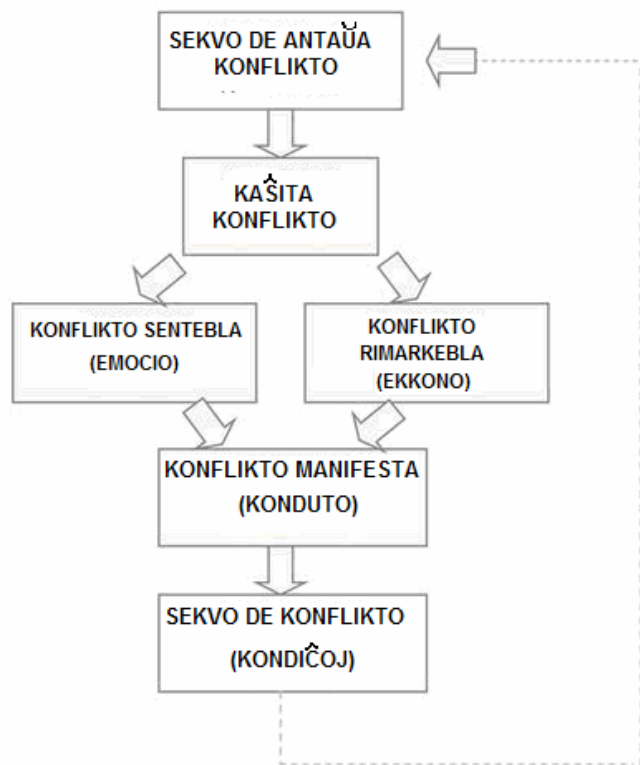 SEKVO DE ANTAŬA
KONFLIKTO
KAŜITA
KONFLIKTO
KONFLIKTO SENTEBLA
(EMOCIO)
KONFLIKTO
RIMARKEBLA
(EKKONO)
KONFLIKTO MANIFESTA
(KONDUTO)
SEKVO DE KONFLIKTO
(KONDIĈOJ)